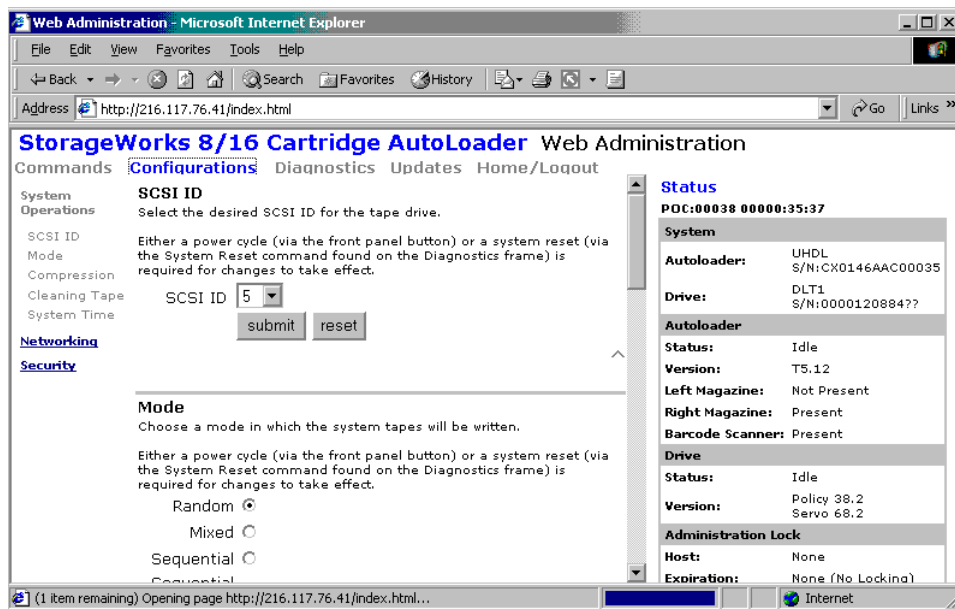 Web Administration - Microsoft Internet Explorer
File Edit View Favorites Tools Help
Back Search Favorites History
Address http://216.117.76.41/index.html Go Links »
StorageWorks 8/16 Cartridge AutoLoader Web Administration
Commands Configurations Diagnostics Updates Home/Logout
System
Operations
SCSI ID
Mode
Compression
Cleaning Tape
System Time
Networking
Security
SCSI ID
Select the desired SCSI ID for the tape drive.
Either a power cycle (via the front panel button) or a system reset (via
the System Reset command found on the Diagnostics frame) is
required for changes to take effect.
SCSI ID 5
submit reset
Mode
Choose a mode in which the system tapes will be written.
Either a power cycle (via the front panel button) or a system reset (via
the System Reset command found on the Diagnostics frame) is
required for changes to take effect.
Random
Mixed
Sequential
Sequential
Status
POC:00038 00000:35:37
System
Autoloader: UHDL
S/N:CX0146AAC00035
Drive: DLT1
S/N:0000120884??
Autoloader
Status: Idle
Version: T5.12
Left Magazine: Not Present
Right Magazine: Present
Barcode Scanner: Present
Drive
Status: Idle
Version: Policy 38.2
Servo 68.2
Administration Lock
Host: None
Expiration: None (No Locking)
(1 item remaining) Opening page http://216.117.76.41/index.html... Internet